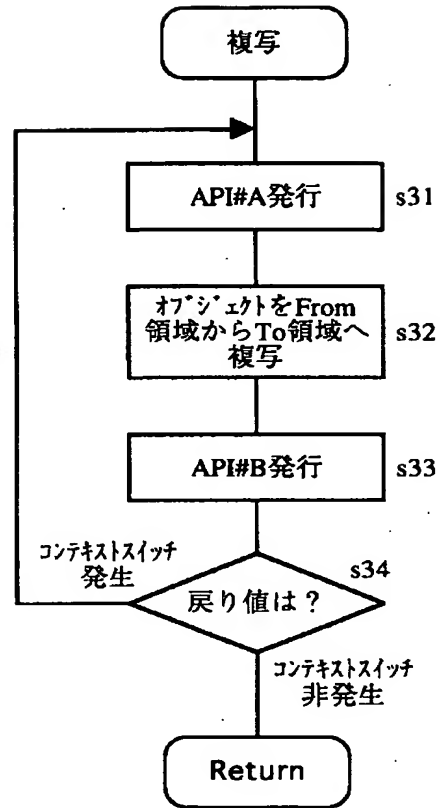 複写
API#A発行
s31
オブジェクトをFrom
領域からTo領域へ
複写
s32
API#B発行
s33
コンテキストスイッチ
発生
s34
戻り値は?
コンテキストスイッチ
非発生
Return